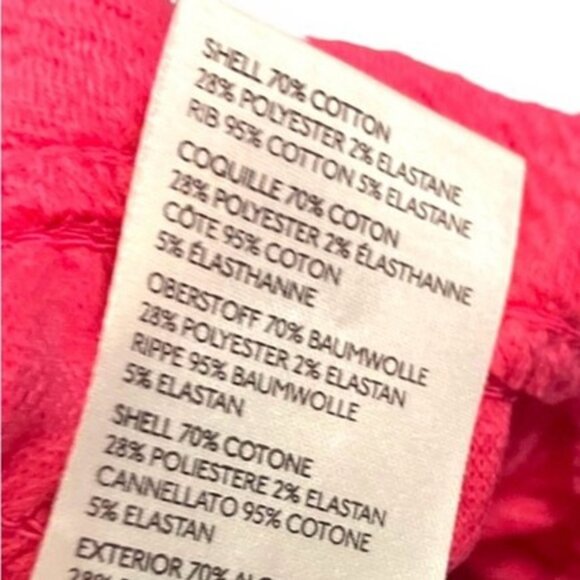 SHELL 70% COTTON
28% POLYESTER 2% ELASTANE
RIB 95% COTTON 5% ELASTANE
COQUILLE 70% COTON
28% POLYESTER 2% ÉLASTHANNE
CÔTE 95% COTON
5% ÉLASTHANNE
OBERSTOFF 70% BAUMWOLLE
28% POLYESTER 2% ELASTAN
RIPPE 95% BAUMWOLLE
5% ELASTAN
SHELL 70% COTONE
28% POLIESTERE 2% ELASTAN
CANNELLATO 95% COTONE
5% ELASTAN
EXTERIOR 70%
28%